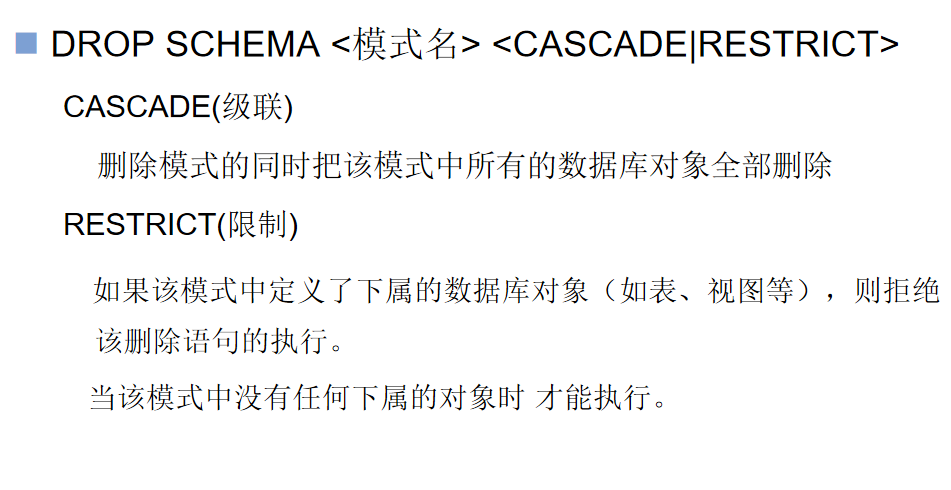 DROP SCHEMA <模式名> <CASCADE|RESTRICT>
CASCADE(级联)
删除模式的同时把该模式中所有的数据库对象全部删除
RESTRICT(限制)
如果该模式中定义了下属的数据库对象（如表、视图等），则拒绝
该删除语句的执行。
当该模式中没有任何下属的对象时 才能执行。